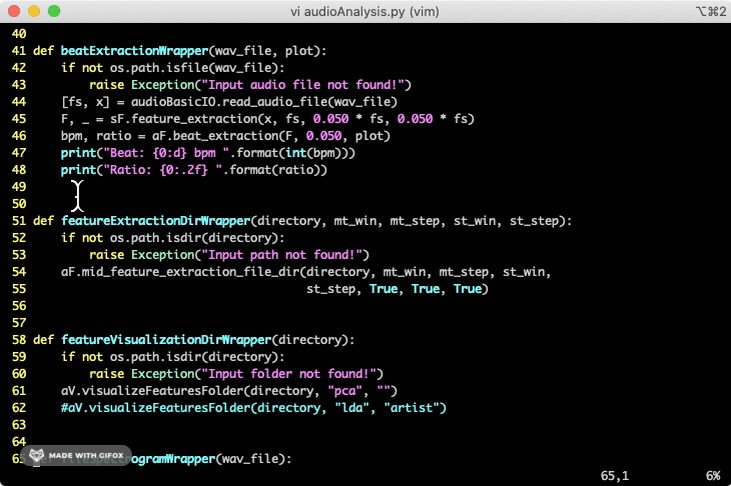 vi audioAnalysis.py (vim) ⌥⌘2
40
41 def beatExtractionWrapper(wav_file, plot):
42     if not os.path.isfile(wav_file):
43         raise Exception("Input audio file not found!")
44     [fs, x] = audioBasicIO.read_audio_file(wav_file)
45     F, _ = sF.feature_extraction(x, fs, 0.050 * fs, 0.050 * fs)
46     bpm, ratio = aF.beat_extraction(F, 0.050, plot)
47     print("Beat: {0:d} bpm ".format(int(bpm)))
48     print("Ratio: {0:.2f} ".format(ratio))
49
50
51 def featureExtractionDirWrapper(directory, mt_win, mt_step, st_win, st_step):
52     if not os.path.isdir(directory):
53         raise Exception("Input path not found!")
54     aF.mid_feature_extraction_file_dir(directory, mt_win, mt_step, st_win,
55                                        st_step, True, True, True)
56
57
58 def featureVisualizationDirWrapper(directory):
59     if not os.path.isdir(directory):
60         raise Exception("Input folder not found!")
61     aV.visualizeFeaturesFolder(directory, "pca", "")
62     #aV.visualizeFeaturesFolder(directory, "lda", "artist")
63
64
MADE WITH GIFOX
65 (wav_file):
65,1 6%